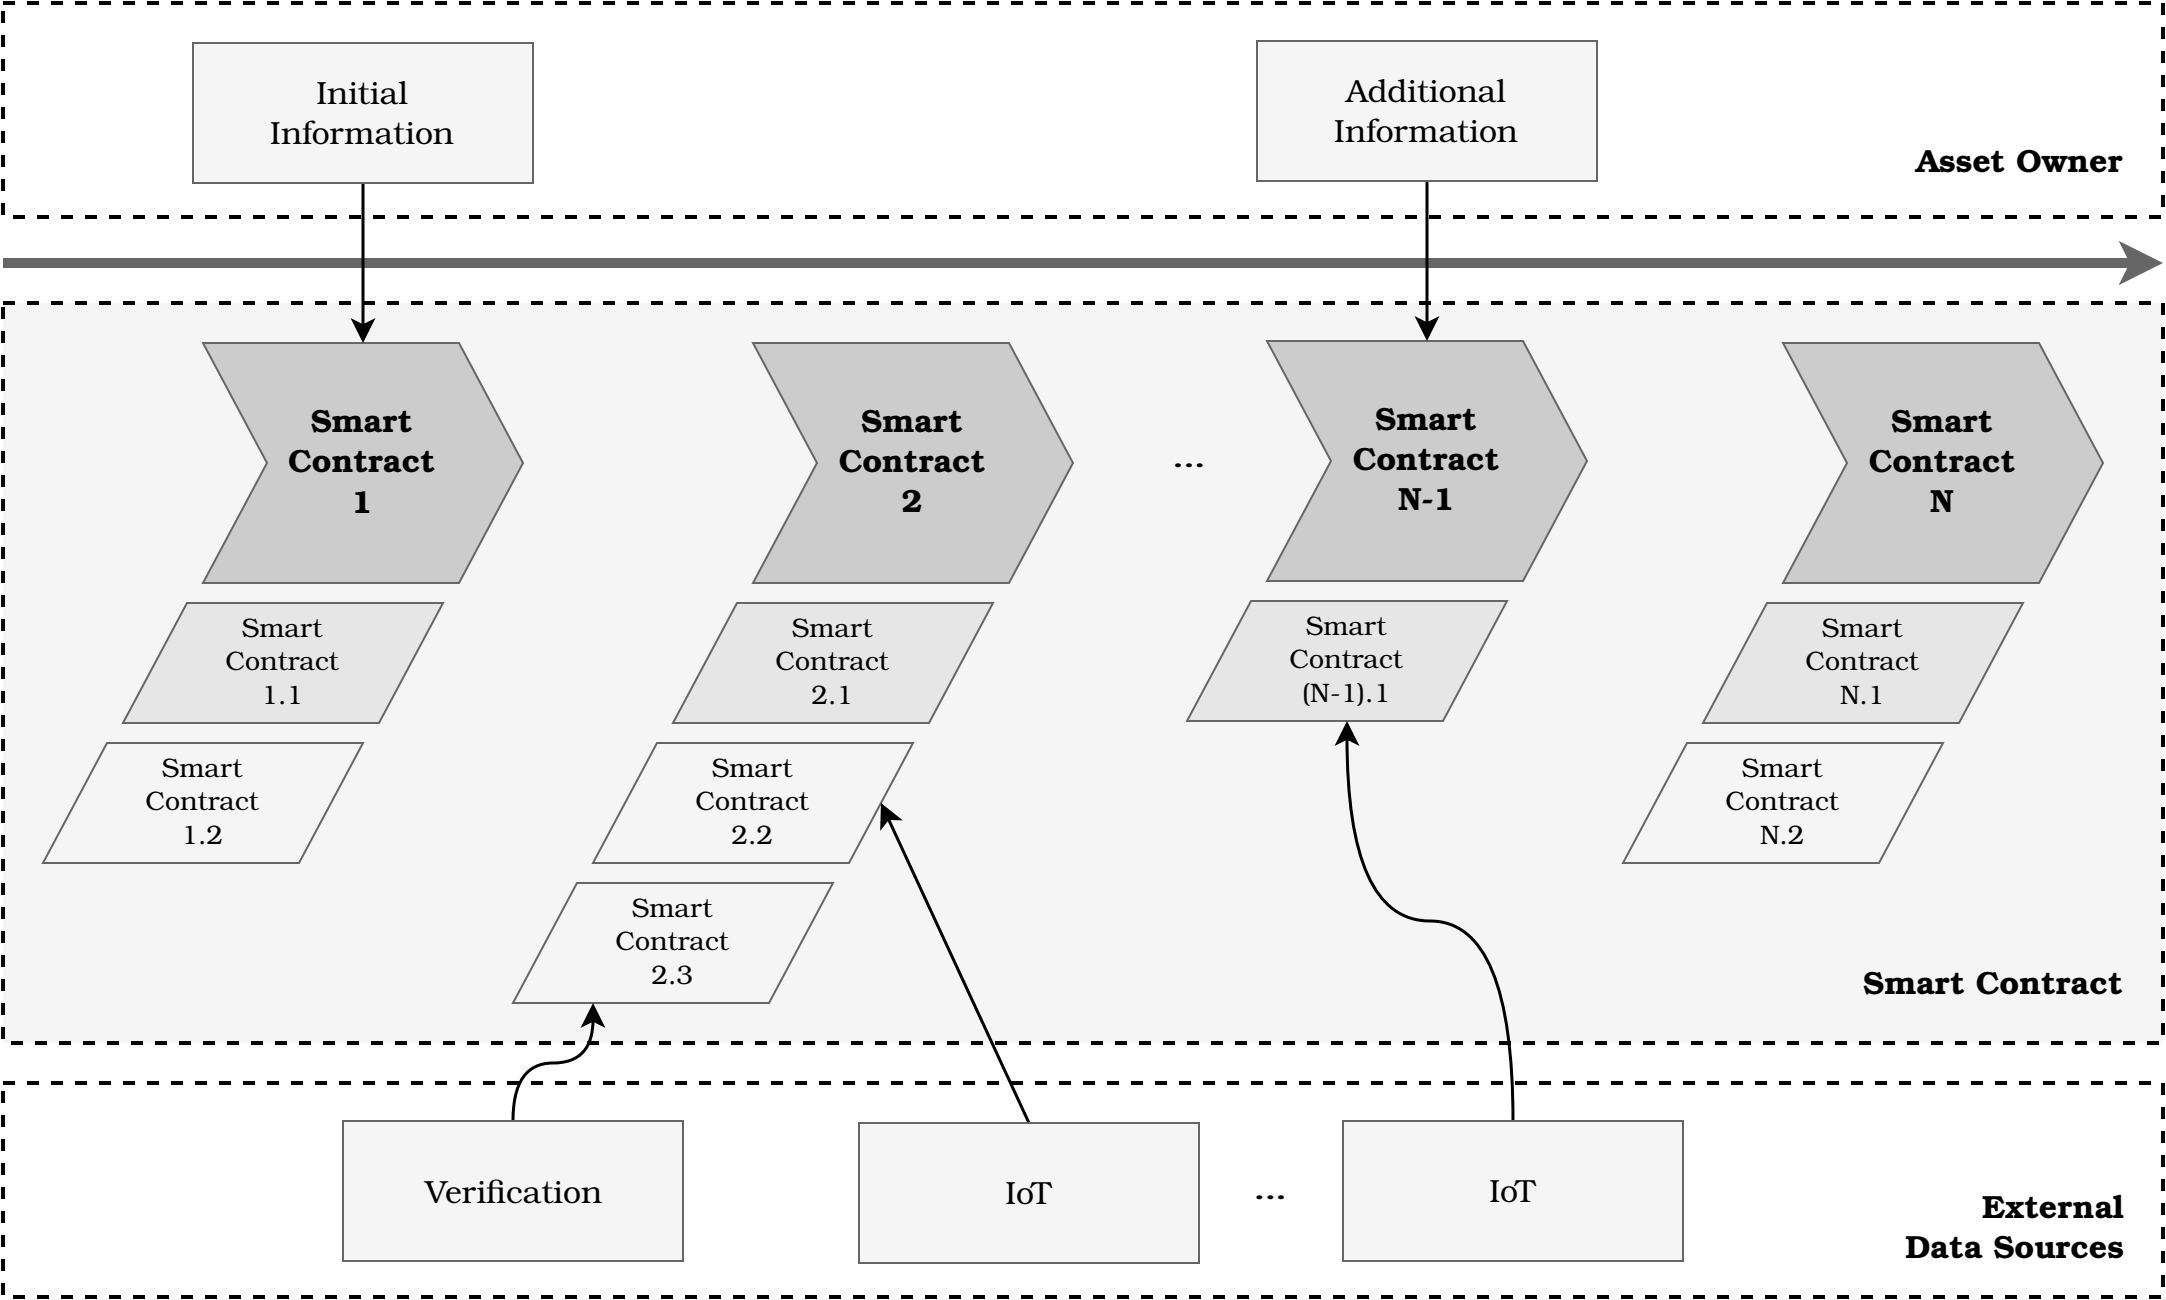 Initial
Information
Additional
Information
Asset Owner
Smart
Contract
1
Smart
Contract
2
...
Smart
Contract
N-1
Smart
Contract
N
Smart
Contract
1.1
Smart
Contract
2.1
Smart
Contract
(N-1).1
Smart
Contract
N.1
Smart
Contract
1.2
Smart
Contract
2.2
Smart
Contract
N.2
Smart
Contract
2.3
Smart Contract
Verification
IoT
...
IoT
External
Data Sources